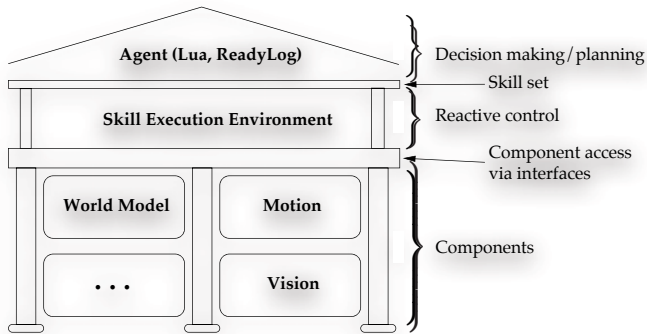 Agent (Lua, ReadyLog)
Decision making/planning
Skill set
Skill Execution Environment
Reactive control
Component access
via interfaces
World Model
Motion
Components
...
Vision